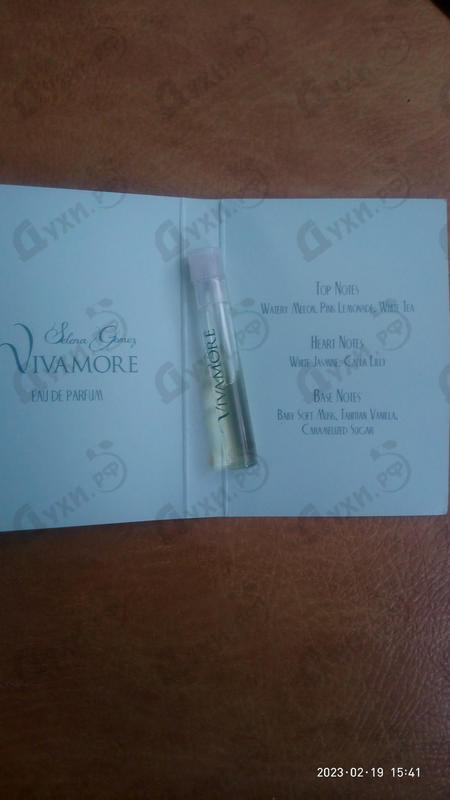 Selena Gomez
VIVAMORE
EAU DE PARFUM
VIVAMORE
TOP NOTES
WATERY MELON, PINK LEMONADE, WHITE TEA
HEART NOTES
WHITE JASMINE, CALLA LILLY
BASE NOTES
BABY SOFT MUSK, TAHITIAN VANILLA,
CARAMELIZED SUGAR
Духи.РФ
2023-02-19 15:41